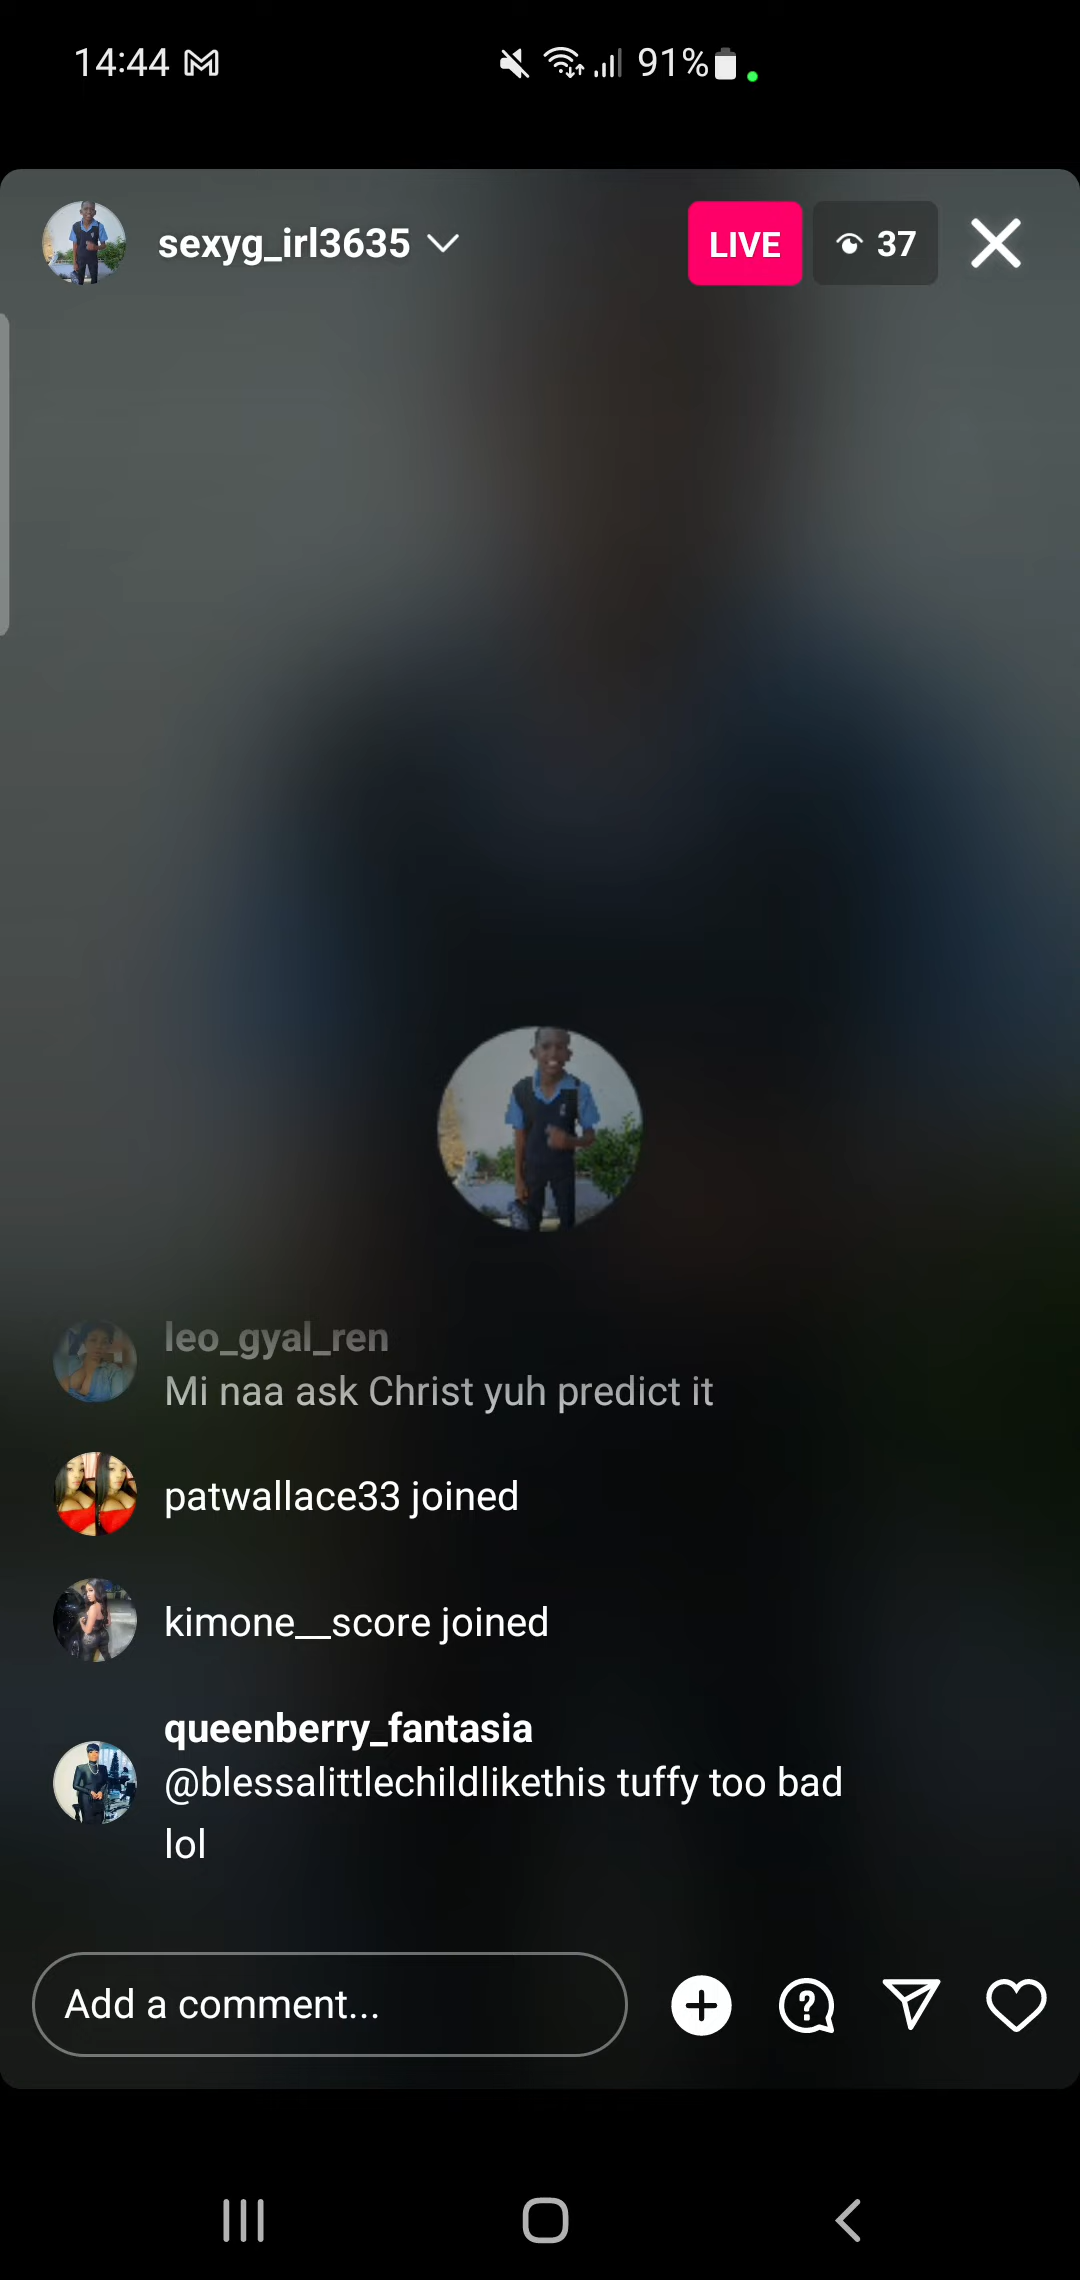 14:44 91%
sexyg_irl3635 LIVE 37
leo_gyal_ren
Mi naa ask Christ yuh predict it
patwallace33 joined
kimone__score joined
queenberry_fantasia
@blessalittlechildlikethis tuffy too bad
lol
Add a comment...